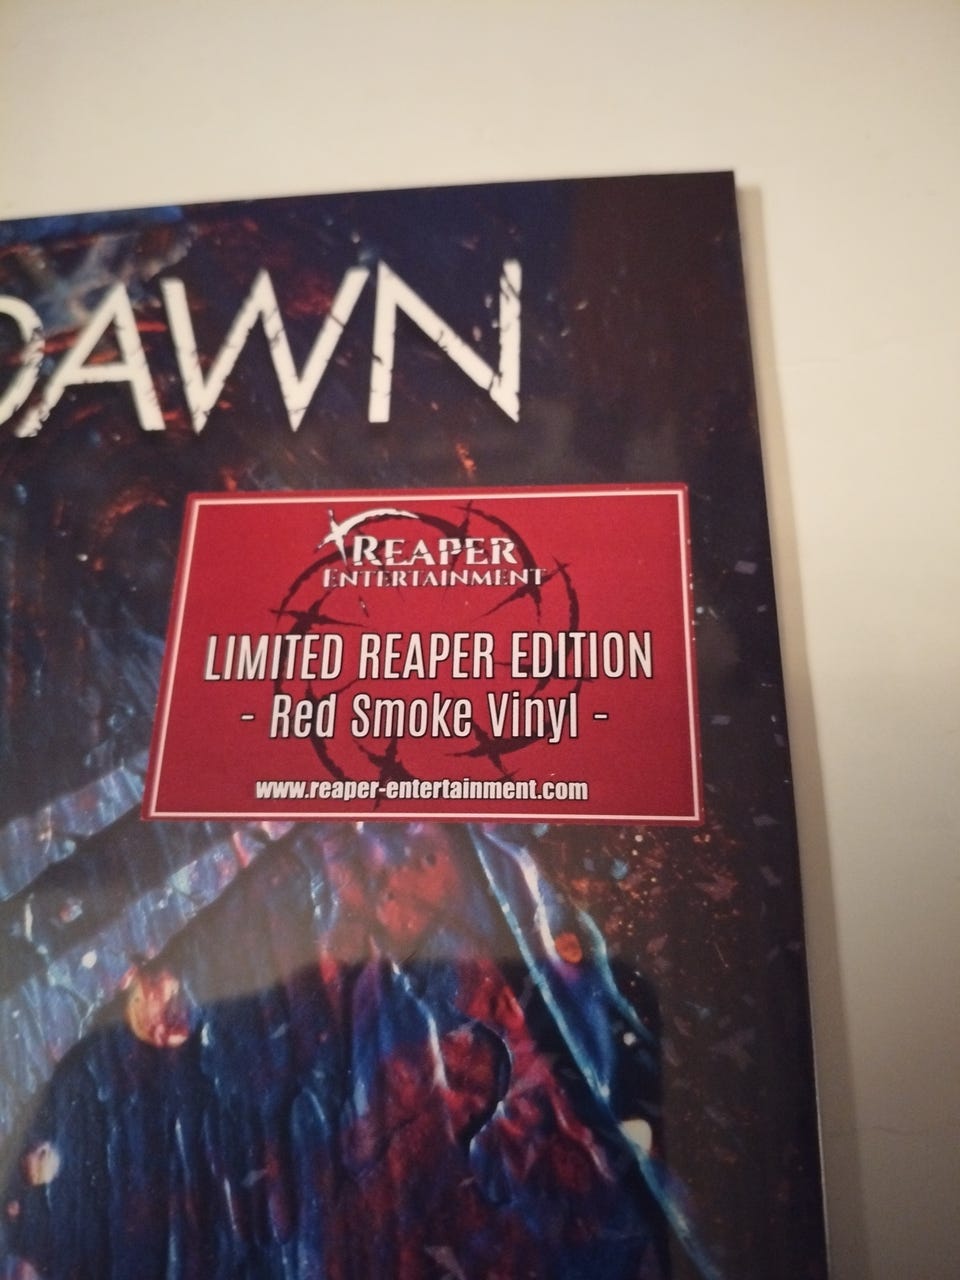 DAWN
REAPER
ENTERTAINMENT
LIMITED REAPER EDITION
- Red Smoke Vinyl -
www.reaper-entertainment.com